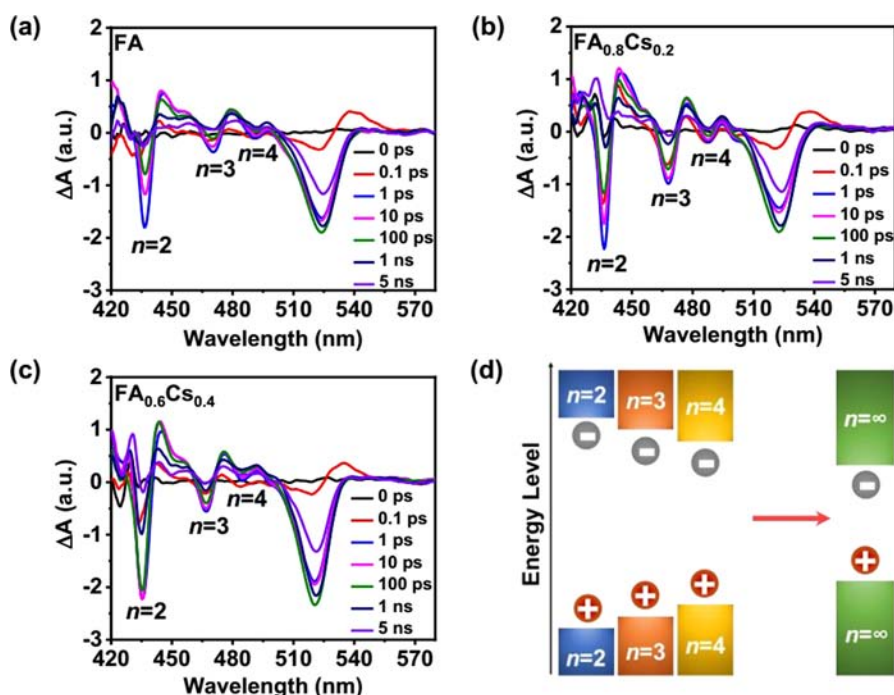 (a)
FA
ΔA (a.u.)
2
1
0
-1
-2
-3
n=2
n=3
n=4
0 ps
0.1 ps
1 ps
10 ps
100 ps
1 ns
5 ns
420 450 480 510 540 570
Wavelength (nm)
(b)
FA0.8Cs0.2
ΔA (a.u.)
2
1
0
-1
-2
-3
n=2
n=3
n=4
0 ps
0.1 ps
1 ps
10 ps
100 ps
1 ns
5 ns
420 450 480 510 540 570
Wavelength (nm)
(c)
FA0.6Cs0.4
ΔA (a.u.)
2
1
0
-1
-2
-3
n=2
n=3
n=4
0 ps
0.1 ps
1 ps
10 ps
100 ps
1 ns
5 ns
420 450 480 510 540 570
Wavelength (nm)
(d)
Energy Level
n=2 n=3 n=4 n=∞
n=2 n=3 n=4 n=∞